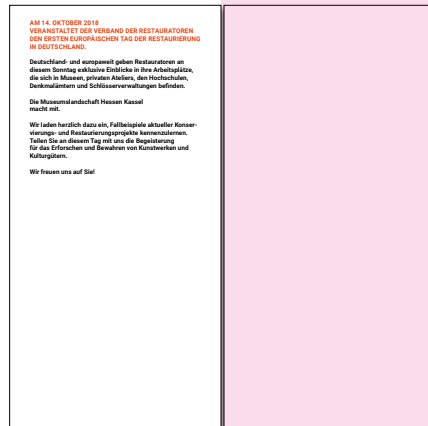 AM 14. OKTOBER 2018
VERANSTALTET DER VERBAND DER RESTAURATOREN
DEN ERSTEN EUROPÄISCHEN TAG DER RESTAURIERUNG
IN DEUTSCHLAND.
Deutschland- und europaweit geben Restauratoren an
diesem Sonntag exklusive Einblicke in ihre Arbeitsplätze,
die sich in Museen, privaten Ateliers, den Hochschulen,
Denkmalämtern und Schlösserverwaltungen befinden.
Die Museumslandschaft Hessen Kassel
macht mit.
Wir laden herzlich dazu ein, Fallbeispiele aktueller Konser-
vierungs- und Restaurierungsprojekte kennenzulernen.
Teilen Sie an diesem Tag mit uns die Begeisterung
für das Erforschen und Bewahren von Kunstwerken und
Kulturgütern.
Wir freuen uns auf Sie!